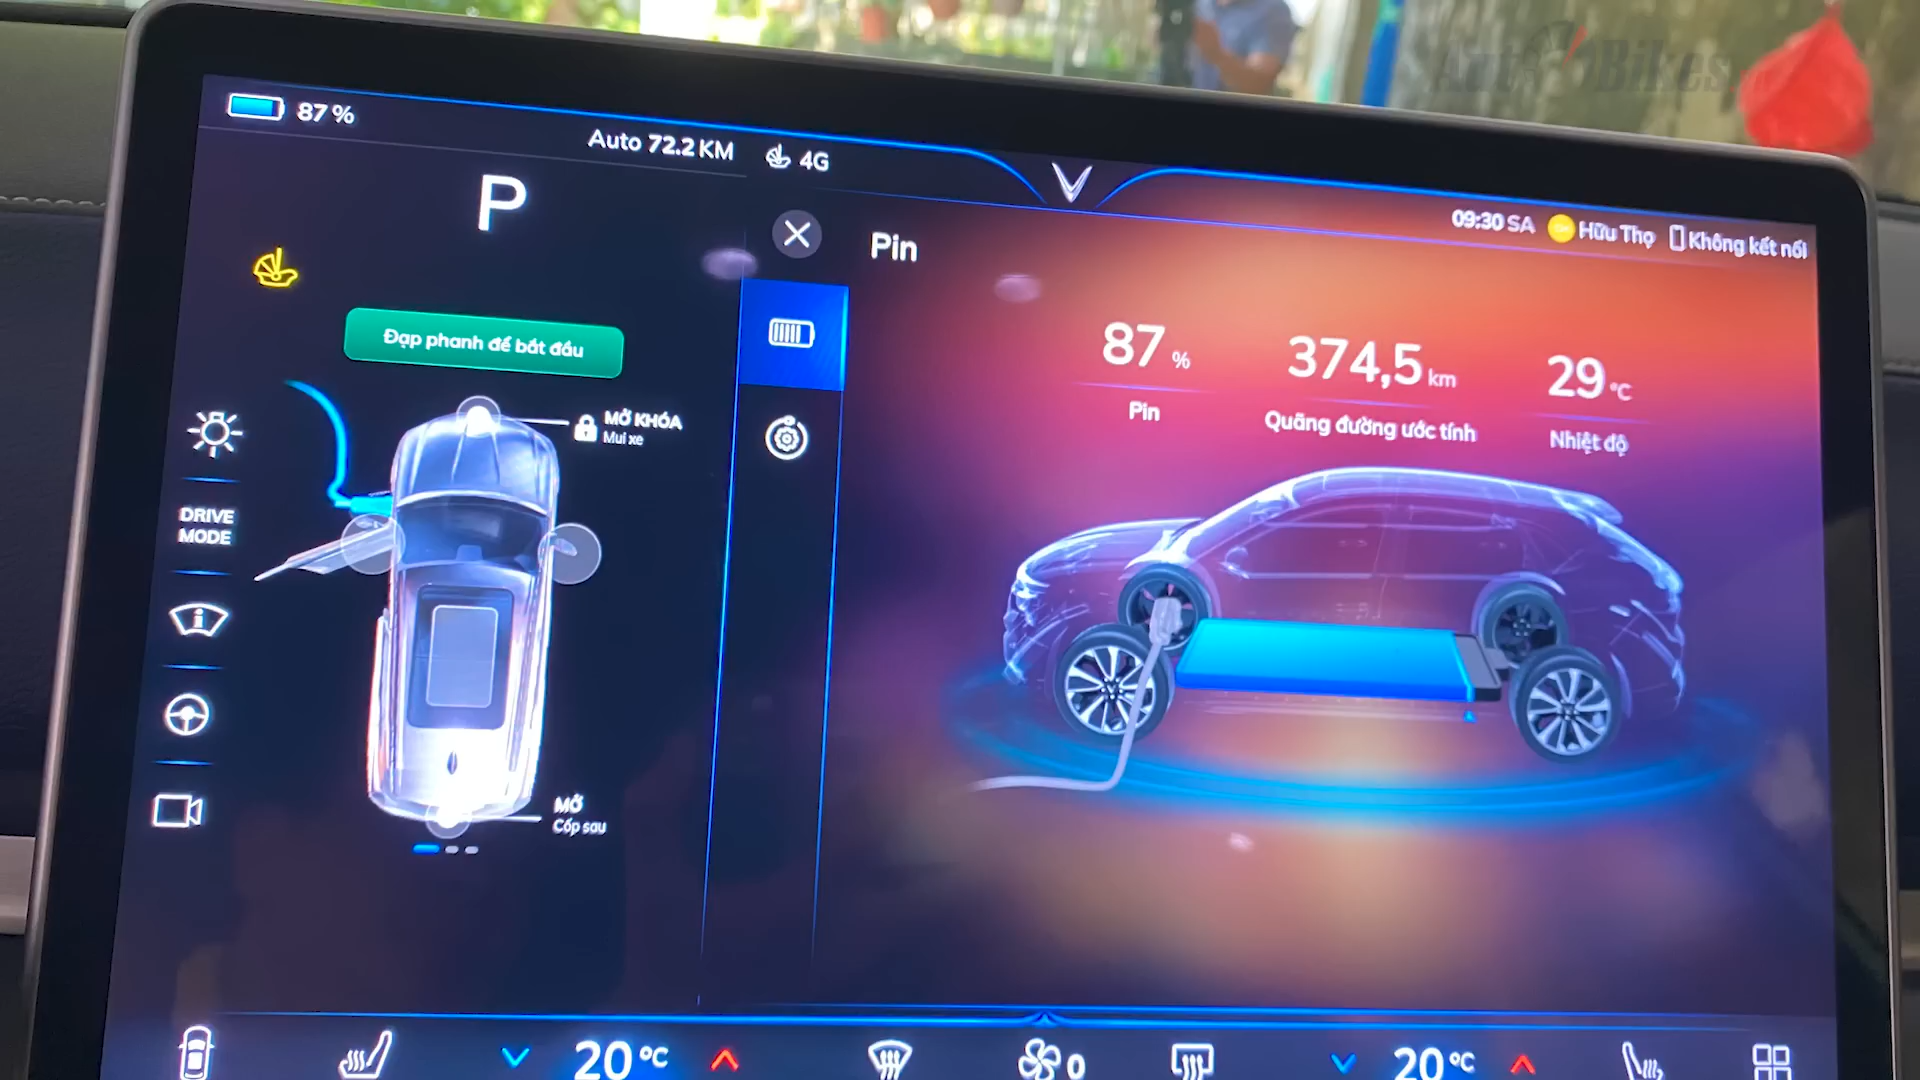 AutoBikes
87 %
Auto 72.2 KM
4G
09:30 SA
Hữu Thọ
Không kết nối
P
Pin
Đạp phanh để bắt đầu
87 %
Pin
374,5 km
Quãng đường ước tính
29 °C
Nhiệt độ
MỞ KHÓA
Mui xe
DRIVE
MODE
i
MỞ
Cốp sau
20 °C
0
20 °C